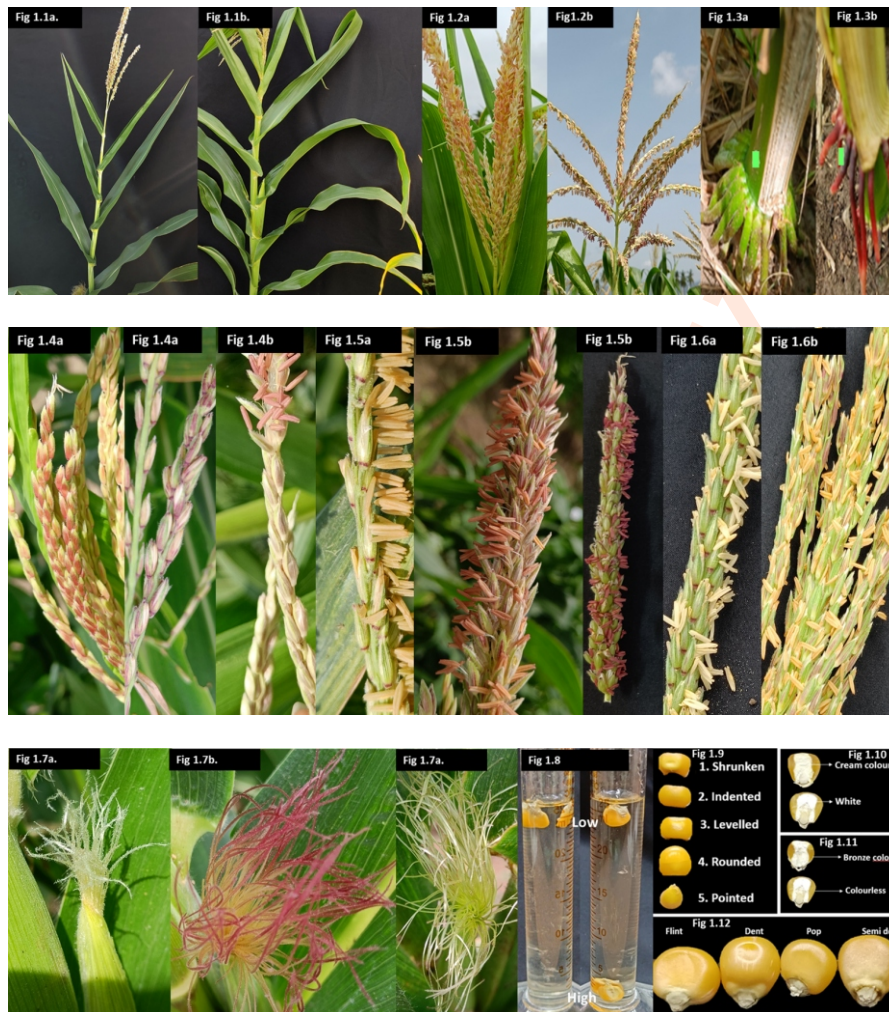 Fig 1.1a.
Fig 1.1b.
Fig 1.2a
Fig1.2b
Fig 1.3a
Fig 1.3b
Fig 1.4a
Fig 1.4a
Fig 1.4b
Fig 1.5a
Fig 1.5b
Fig 1.5b
Fig 1.6a
Fig 1.6b
Fig 1.7a.
Fig 1.7b.
Fig 1.7a.
Fig 1.8
Low
High
Fig 1.9
1. Shrunken
2. Indented
3. Levelled
4. Rounded
5. Pointed
Fig 1.10
Cream colou
White
Fig 1.11
Bronze colo
Colourless
Fig 1.12
Flint
Dent
Pop
Semi d